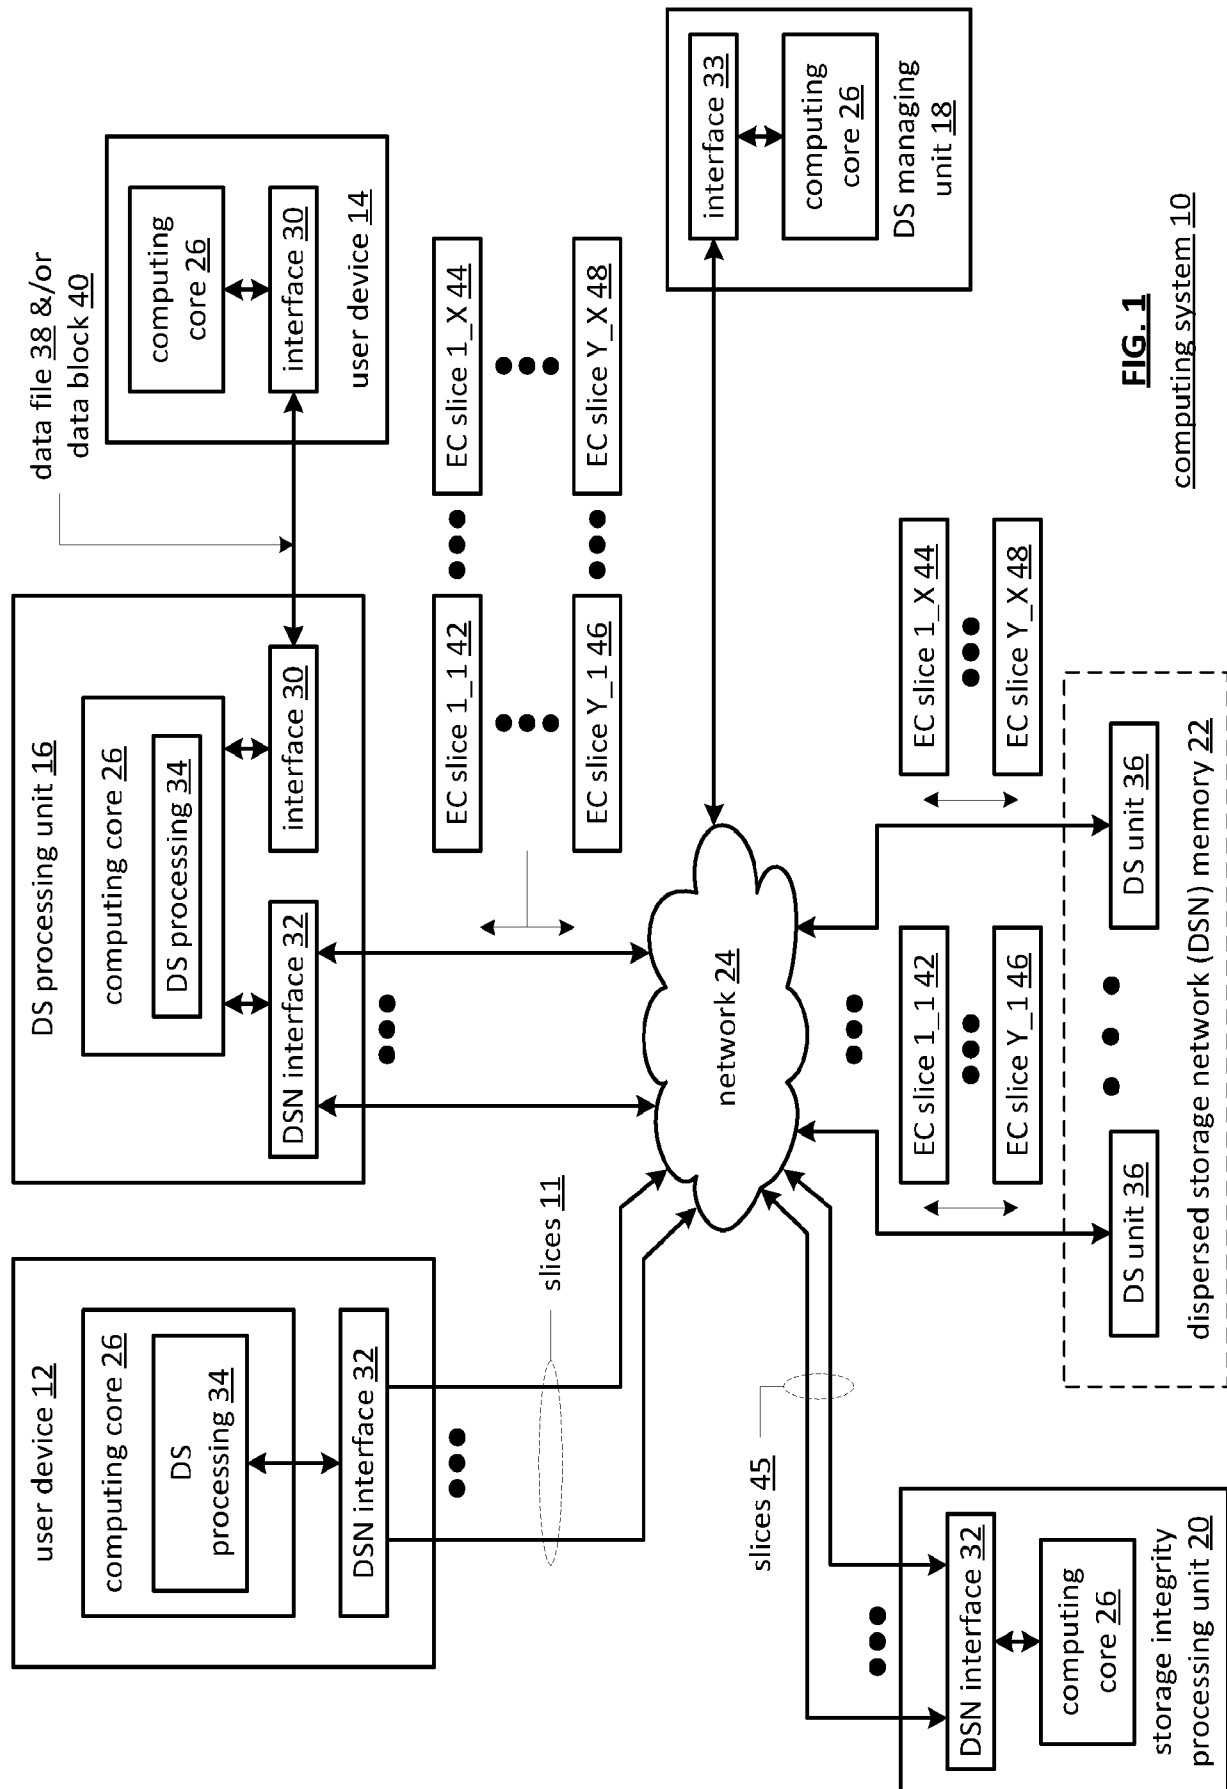 user device 12
computing core 26
DS
processing 34
DSN interface 32
slices 11
DS processing unit 16
computing core 26
DS processing 34
DSN interface 32
interface 30
data file 38 &/or
data block 40
computing
core 26
interface 30
user device 14
EC slice 1_1 42
EC slice 1_X 44
EC slice Y_1 46
EC slice Y_X 48
network 24
interface 33
computing
core 26
DS managing
unit 18
slices 45
DSN interface 32
computing
core 26
storage integrity
processing unit 20
EC slice 1_1 42
EC slice Y_1 46
EC slice 1_X 44
EC slice Y_X 48
DS unit 36
DS unit 36
dispersed storage network (DSN) memory 22
FIG. 1
computing system 10